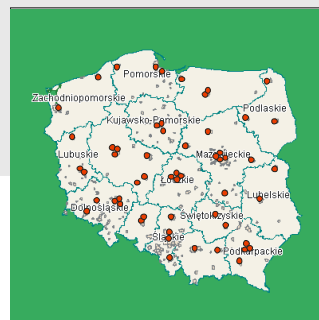 Pomorskie
Zachodniopomorskie
Podlaskie
Kujawsko-Pomorskie
Mazowieckie
Lubuskie
Łódzkie
Lubelskie
Dolnośląskie
Świętokrzyskie
Śląskie
Podkarpackie